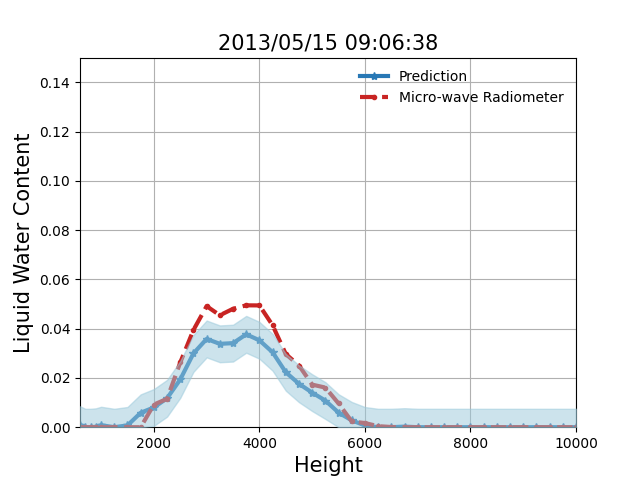 2013/05/15 09:06:38
Prediction
Micro-wave Radiometer
Liquid Water Content
0.14
0.12
0.10
0.08
0.06
0.04
0.02
0.00
2000 4000 6000 8000 10000
Height